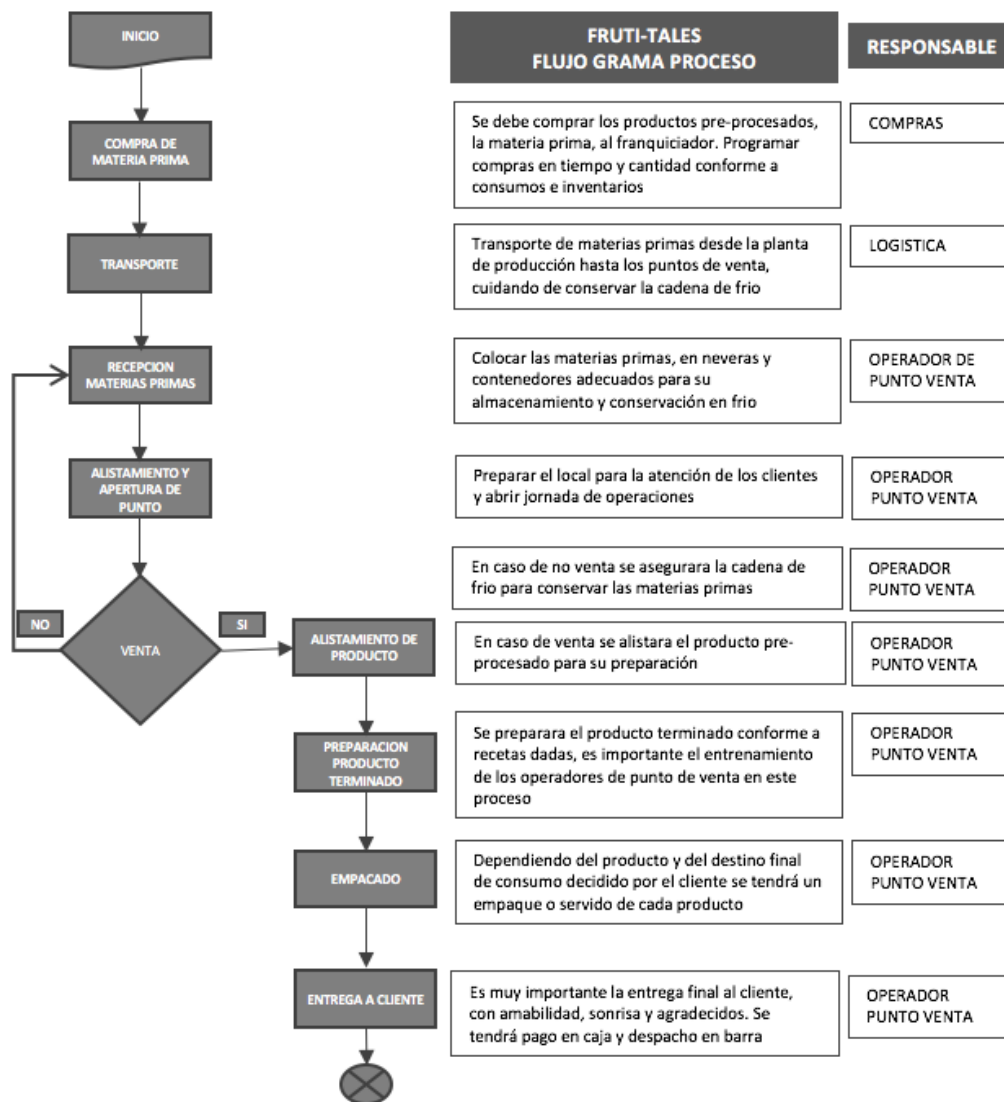 INICIO
FRUTI-TALES
FLUJO GRAMA PROCESO
RESPONSABLE
COMPRA DE
MATERIA PRIMA
Se debe comprar los productos pre-procesados,
la materia prima, al franquiciador. Programar
compras en tiempo y cantidad conforme a
consumos e inventarios
COMPRAS
TRANSPORTE
Transporte de materias primas desde la planta
de producción hasta los puntos de venta,
cuidando de conservar la cadena de frio
LOGISTICA
RECEPCION
MATERIAS PRIMAS
Colocar las materias primas, en neveras y
contenedores adecuados para su
almacenamiento y conservación en frio
OPERADOR DE
PUNTO VENTA
ALISTAMIENTO Y
APERTURA DE
PUNTO
Preparar el local para la atención de los clientes
y abrir jornada de operaciones
OPERADOR
PUNTO VENTA
En caso de no venta se asegurara la cadena de
frio para conservar las materias primas
OPERADOR
PUNTO VENTA
NO
VENTA
SI
ALISTAMIENTO DE
PRODUCTO
En caso de venta se alistara el producto pre-
procesado para su preparación
OPERADOR
PUNTO VENTA
PREPARACION
PRODUCTO
TERMINADO
Se preparara el producto terminado conforme a
recetas dadas, es importante el entrenamiento
de los operadores de punto de venta en este
proceso
OPERADOR
PUNTO VENTA
EMPACADO
Dependiendo del producto y del destino final
de consumo decidido por el cliente se tendrá un
empaque o servido de cada producto
OPERADOR
PUNTO VENTA
ENTREGA A CLIENTE
Es muy importante la entrega final al cliente,
con amabilidad, sonrisa y agradecidos. Se
tendrá pago en caja y despacho en barra
OPERADOR
PUNTO VENTA